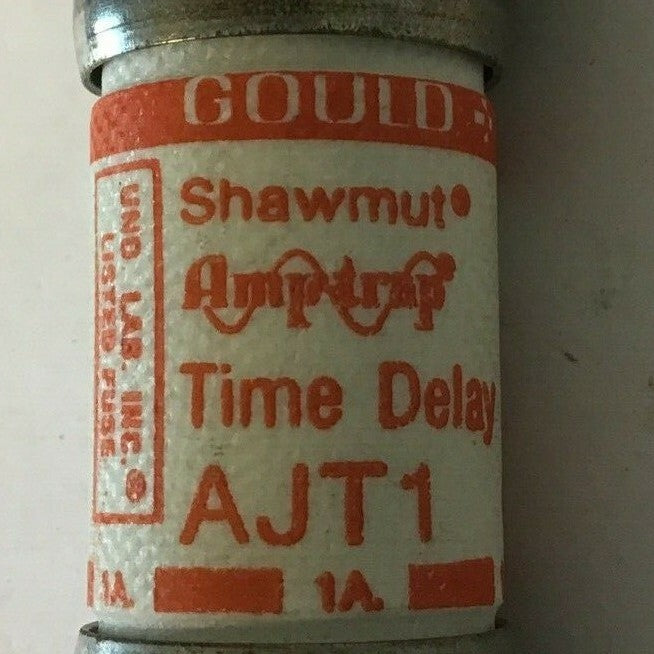 GOULD
Shawmut®
Amp-trap®
Time Delay
AJT1
1A.
1A.
UND. LAB. INC.®
LISTED FUSE